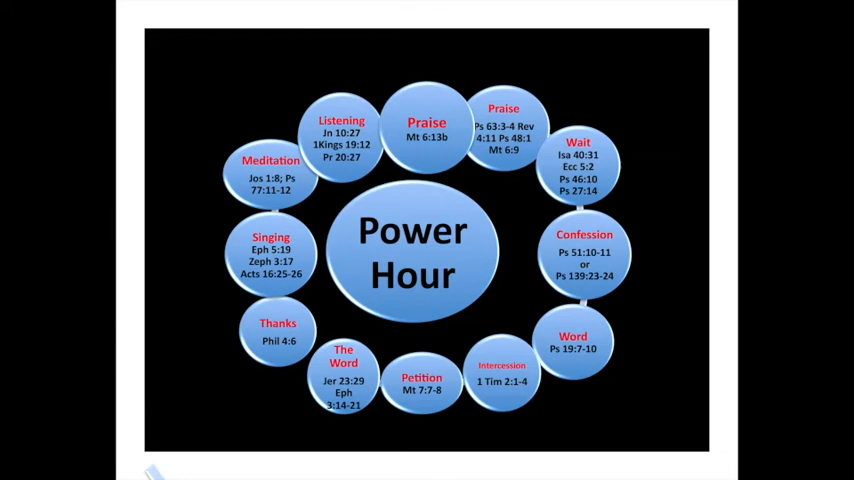 Power
Hour
Praise
Mt 6:13b
Praise
Ps 63:3-4 Rev
4:11 Ps 48:1
Mt 6:9
Wait
Isa 40:31
Ecc 5:2
Ps 46:10
Ps 27:14
Confession
Ps 51:10-11
or
Ps 139:23-24
Word
Ps 19:7-10
Intercession
1 Tim 2:1-4
Petition
Mt 7:7-8
The
Word
Jer 23:29
Eph
3:14-21
Thanks
Phil 4:6
Singing
Eph 5:19
Zeph 3:17
Acts 16:25-26
Meditation
Jos 1:8; Ps
77:11-12
Listening
Jn 10:27
1Kings 19:12
Pr 20:27